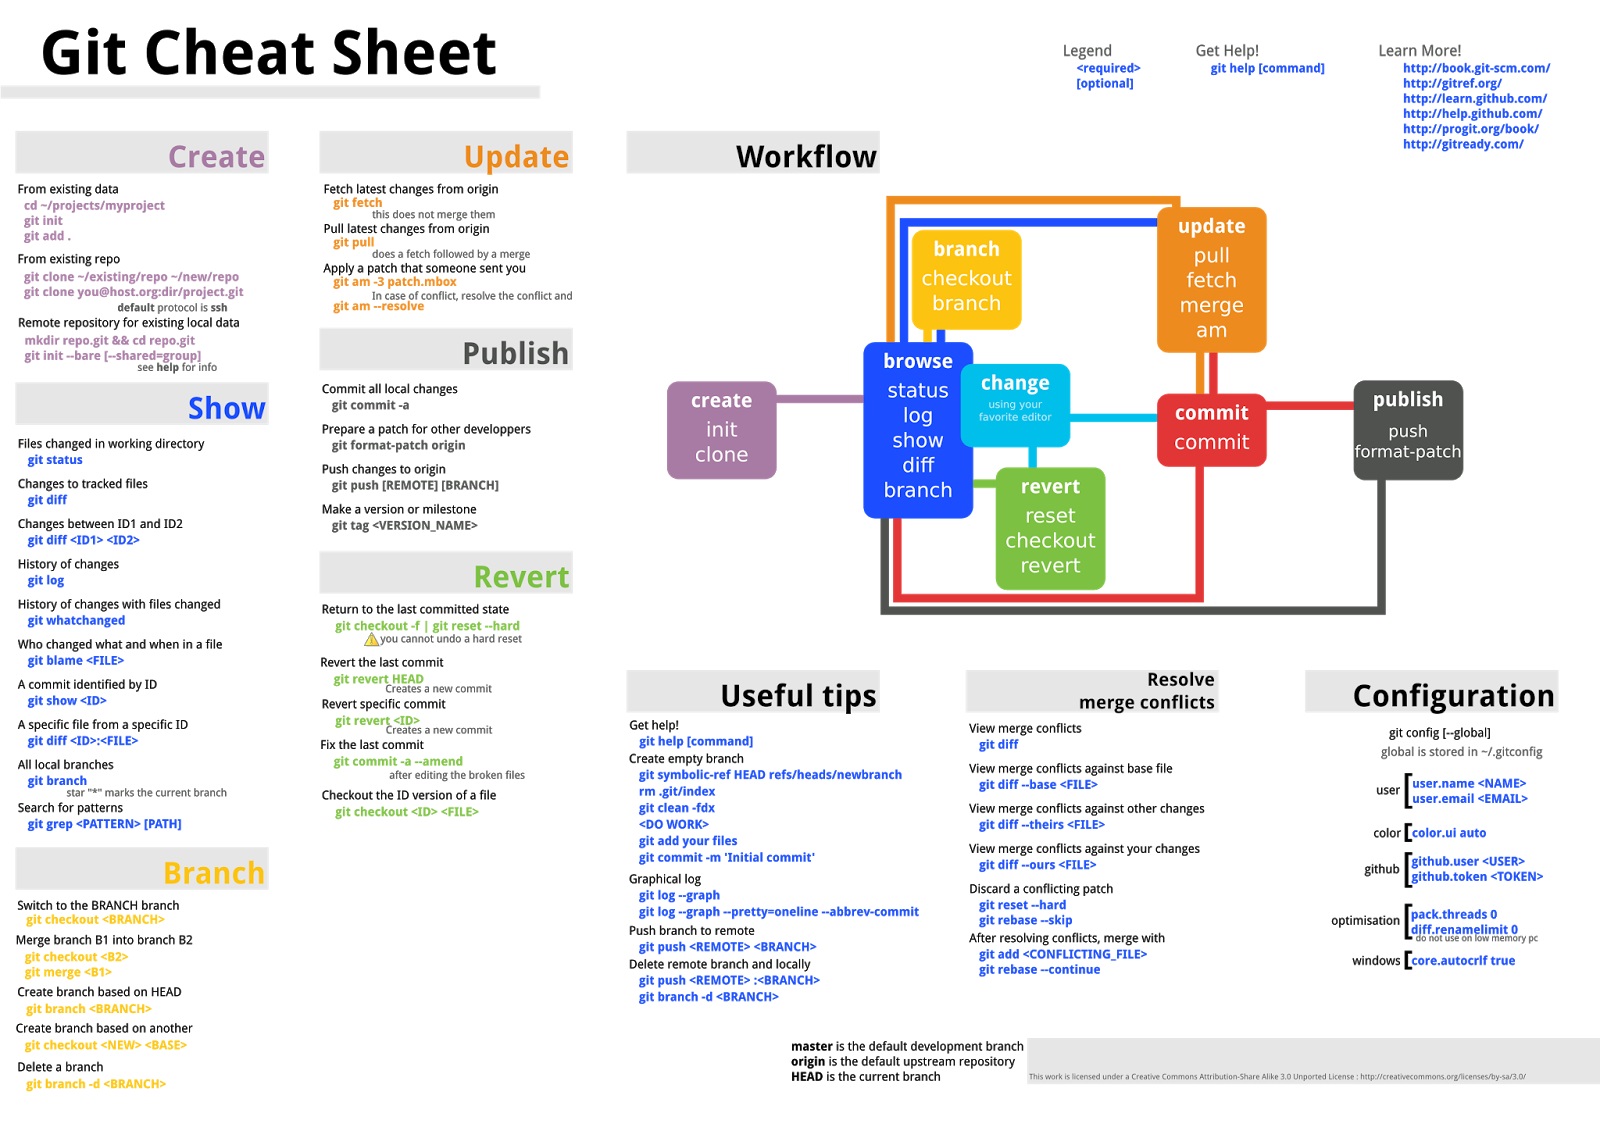 Git Cheat Sheet
Legend
<required>
[optional]
Get Help!
git help [command]
Learn More!
http://book.git-scm.com/
http://gitref.org/
http://learn.github.com/
http://help.github.com/
http://progit.org/book/
http://gitready.com/
Create
From existing data
cd ~/projects/myproject
git init
git add .
From existing repo
git clone ~/existing/repo ~/new/repo
git clone you@host.org:dir/project.git
default protocol is ssh
Remote repository for existing local data
mkdir repo.git && cd repo.git
git init --bare [--shared=group]
see help for info
Show
Files changed in working directory
git status
Changes to tracked files
git diff
Changes between ID1 and ID2
git diff <ID1> <ID2>
History of changes
git log
History of changes with files changed
git whatchanged
Who changed what and when in a file
git blame <FILE>
A commit identified by ID
git show <ID>
A specific file from a specific ID
git diff <ID>:<FILE>
All local branches
git branch
star "*" marks the current branch
Search for patterns
git grep <PATTERN> [PATH]
Branch
Switch to the BRANCH branch
git checkout <BRANCH>
Merge branch B1 into branch B2
git checkout <B2>
git merge <B1>
Create branch based on HEAD
git branch <BRANCH>
Create branch based on another
git checkout <NEW> <BASE>
Delete a branch
git branch -d <BRANCH>
Update
Fetch latest changes from origin
git fetch
this does not merge them
Pull latest changes from origin
git pull
does a fetch followed by a merge
Apply a patch that someone sent you
git am -3 patch.mbox
In case of conflict, resolve the conflict and
git am --resolve
Publish
Commit all local changes
git commit -a
Prepare a patch for other developpers
git format-patch origin
Push changes to origin
git push [REMOTE] [BRANCH]
Make a version or milestone
git tag <VERSION_NAME>
Revert
Return to the last committed state
git checkout -f | git reset --hard
you cannot undo a hard reset
Revert the last commit
git revert HEAD
Creates a new commit
Revert specific commit
git revert <ID>
Creates a new commit
Fix the last commit
git commit -a --amend
after editing the broken files
Checkout the ID version of a file
git checkout <ID> <FILE>
Workflow
create
init
clone
browse
status
log
show
diff
branch
branch
checkout
branch
change
using your
favorite editor
revert
reset
checkout
revert
update
pull
fetch
merge
am
commit
commit
publish
push
format-patch
Useful tips
Get help!
git help [command]
Create empty branch
git symbolic-ref HEAD refs/heads/newbranch
rm .git/index
git clean -fdx
<DO WORK>
git add your files
git commit -m 'Initial commit'
Graphical log
git log --graph
git log --graph --pretty=oneline --abbrev-commit
Push branch to remote
git push <REMOTE> <BRANCH>
Delete remote branch and locally
git push <REMOTE> :<BRANCH>
git branch -d <BRANCH>
Resolve
merge conflicts
View merge conflicts
git diff
View merge conflicts against base file
git diff --base <FILE>
View merge conflicts against other changes
git diff --theirs <FILE>
View merge conflicts against your changes
git diff --ours <FILE>
Discard a conflicting patch
git reset --hard
git rebase --skip
After resolving conflicts, merge with
git add <CONFLICTING_FILE>
git rebase --continue
Configuration
git config [--global]
global is stored in ~/.gitconfig
user
user.name <NAME>
user.email <EMAIL>
color
color.ui auto
github
github.user <USER>
github.token <TOKEN>
optimisation
pack.threads 0
diff.renamelimit 0
do not use on low memory pc
windows
core.autocrlf true
master is the default development branch
origin is the default upstream repository
HEAD is the current branch
This work is licensed under a Creative Commons Attribution-Share Alike 3.0 Unported License : http://creativecommons.org/licenses/by-sa/3.0/